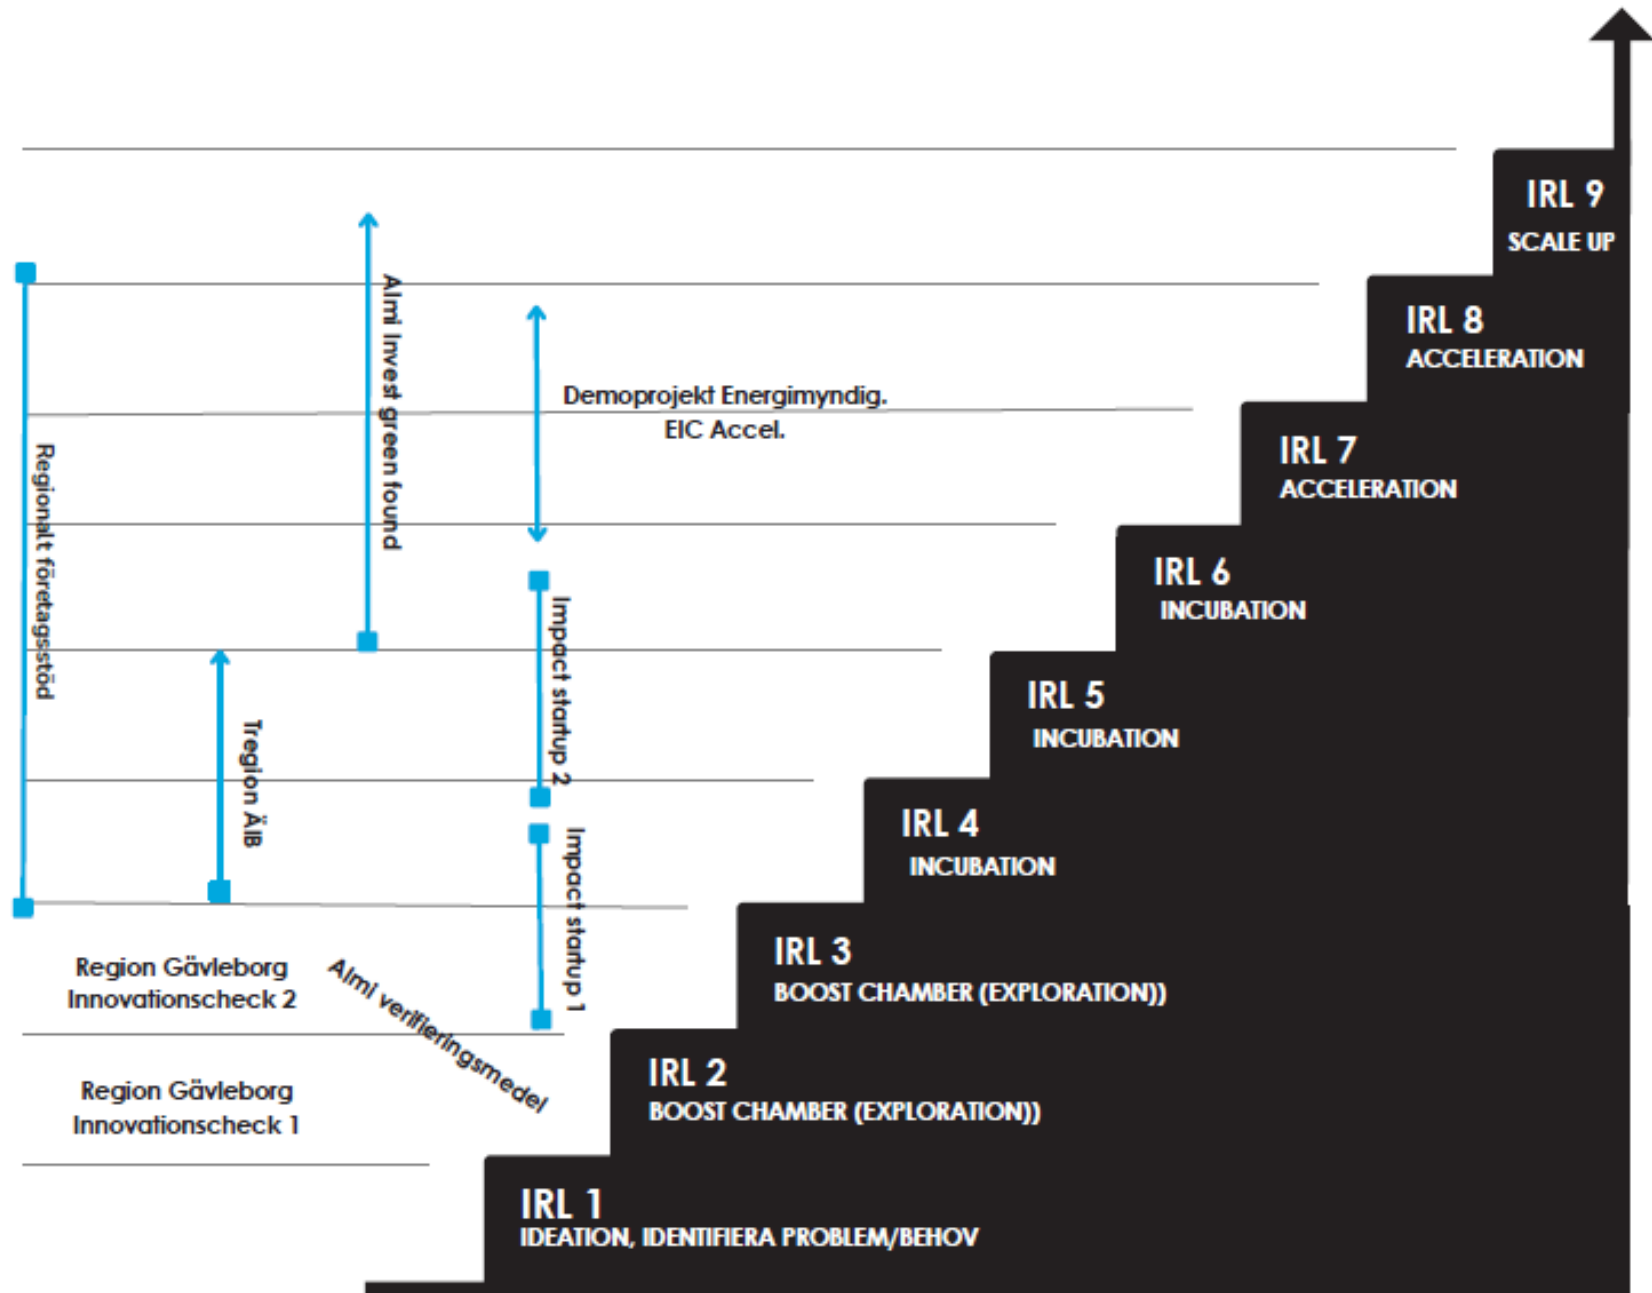 IRL 9
SCALE UP
IRL 8
ACCELERATION
IRL 7
ACCELERATION
IRL 6
INCUBATION
IRL 5
INCUBATION
IRL 4
INCUBATION
IRL 3
BOOST CHAMBER (EXPLORATION))
IRL 2
BOOST CHAMBER (EXPLORATION))
IRL 1
IDEATION, IDENTIFIERA PROBLEM/BEHOV
Regionalt företagsstöd
Tregion ÄIB
Almi Invest green found
Demoprojekt Energimyndig.
EIC Accel.
Impact startup 2
Impact startup 1
Region Gävleborg
Innovationscheck 2
Almi verifieringsmedel
Region Gävleborg
Innovationscheck 1